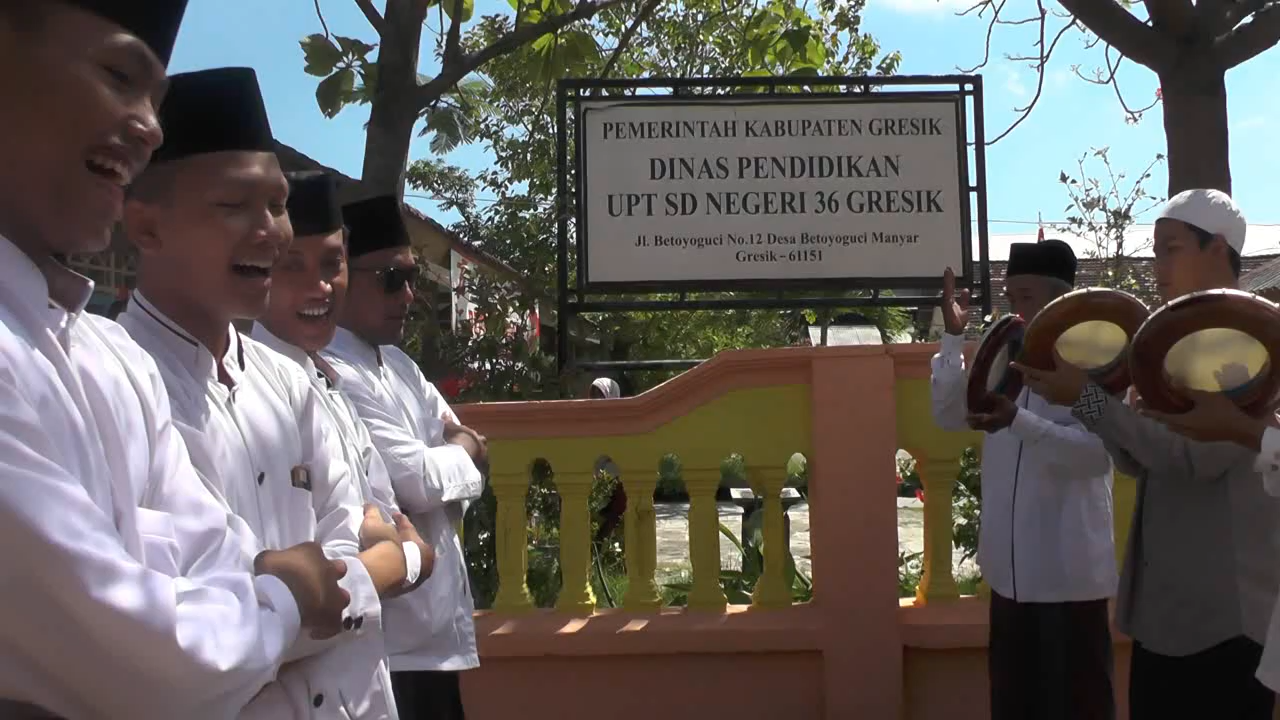 PEMERINTAH KABUPATEN GRESIK
DINAS PENDIDIKAN
UPT SD NEGERI 36 GRESIK
Jl. Betoyoguci No.12 Desa Betoyoguci Manyar
Gresik - 61151